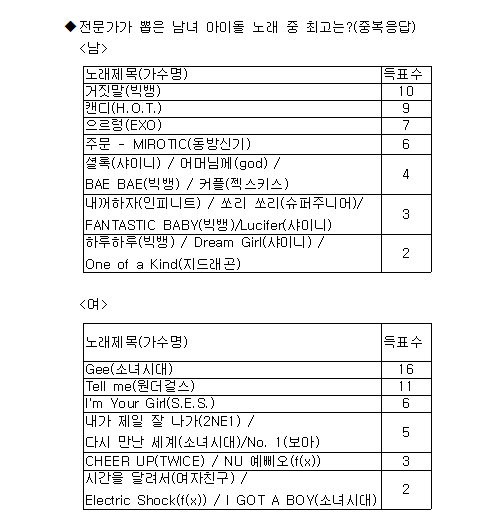 ◆전문가가 뽑은 남녀 아이돌 노래 중 최고는?(중복응답)
<남>
노래제목(가수명) 득표수
거짓말(빅뱅) 10
캔디(H.O.T.) 9
으르렁(EXO) 7
주문 - MIROTIC(동방신기) 6
셜록(샤이니) / 어머님께(god) /
BAE BAE(빅뱅) / 커플(젝스키스)
4
내꺼하자(인피니트) / 쏘리 쏘리(슈퍼주니어)/
FANTASTIC BABY(빅뱅)/Lucifer(샤이니)
3
하루하루(빅뱅) / Dream Girl(샤이니) /
One of a Kind(지드래곤)
2
<여>
노래제목(가수명) 득표수
Gee(소녀시대) 16
Tell me(원더걸스) 11
I'm Your Girl(S.E.S.) 6
내가 제일 잘 나가(2NE1) /
다시 만난 세계(소녀시대)/No. 1(보아)
5
CHEER UP(TWICE) / NU 예삐오(f(x)) 3
시간을 달려서(여자친구) /
Electric Shock(f(x)) / I GOT A BOY(소녀시대)
2